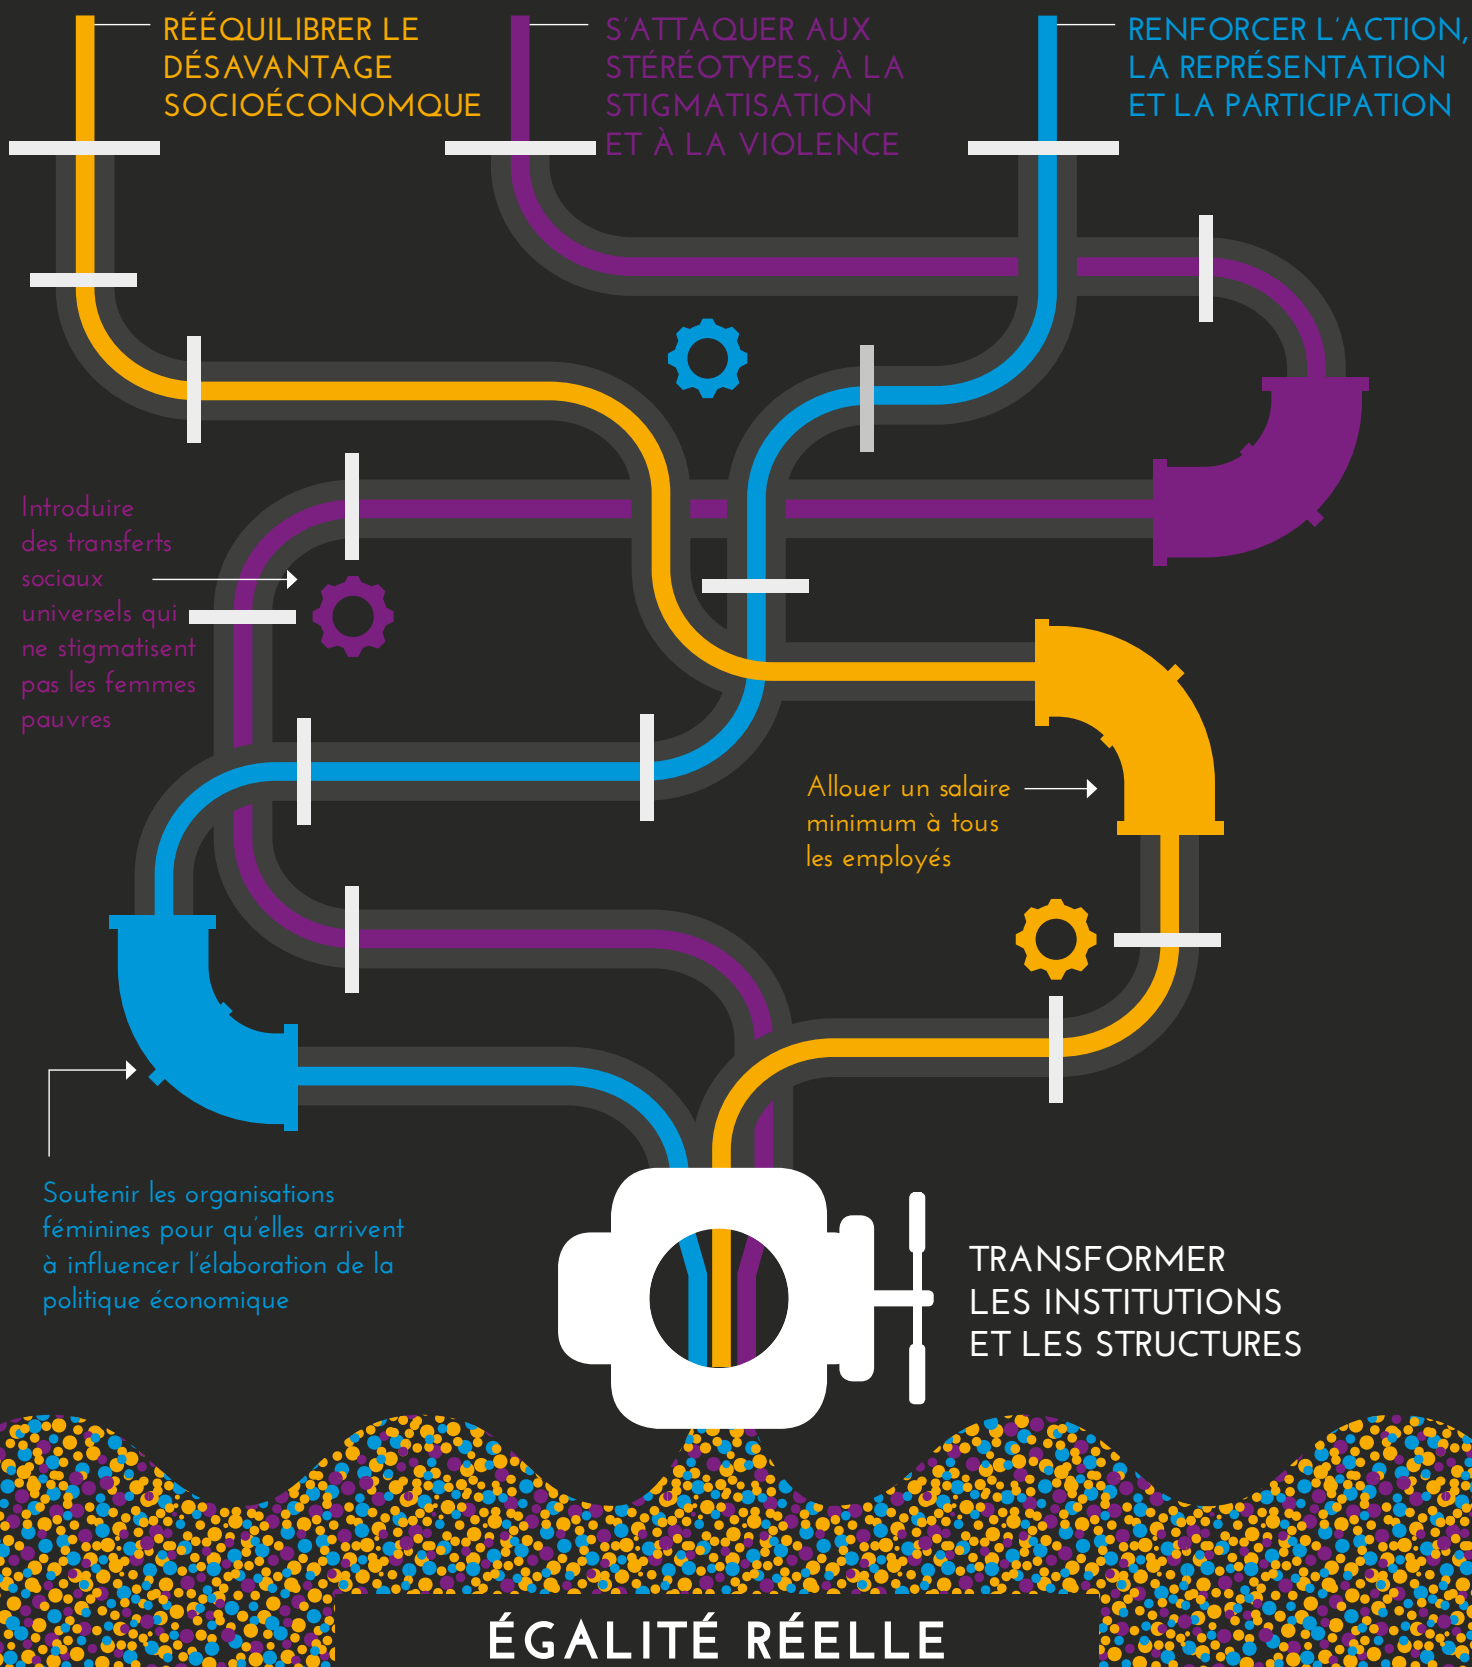 RÉÉQUILIBRER LE
DÉSAVANTAGE
SOCIOÉCONOMQUE
S'ATTAQUER AUX
STÉRÉOTYPES, À LA
STIGMATISATION
ET À LA VIOLENCE
RENFORCER L'ACTION,
LA REPRÉSENTATION
ET LA PARTICIPATION
Introduire
des transferts
sociaux
universels qui
ne stigmatisent
pas les femmes
pauvres
Allouer un salaire
minimum à tous
les employés
Soutenir les organisations
féminines pour qu'elles arrivent
à influencer l'élaboration de la
politique économique
TRANSFORMER
LES INSTITUTIONS
ET LES STRUCTURES
ÉGALITÉ RÉELLE